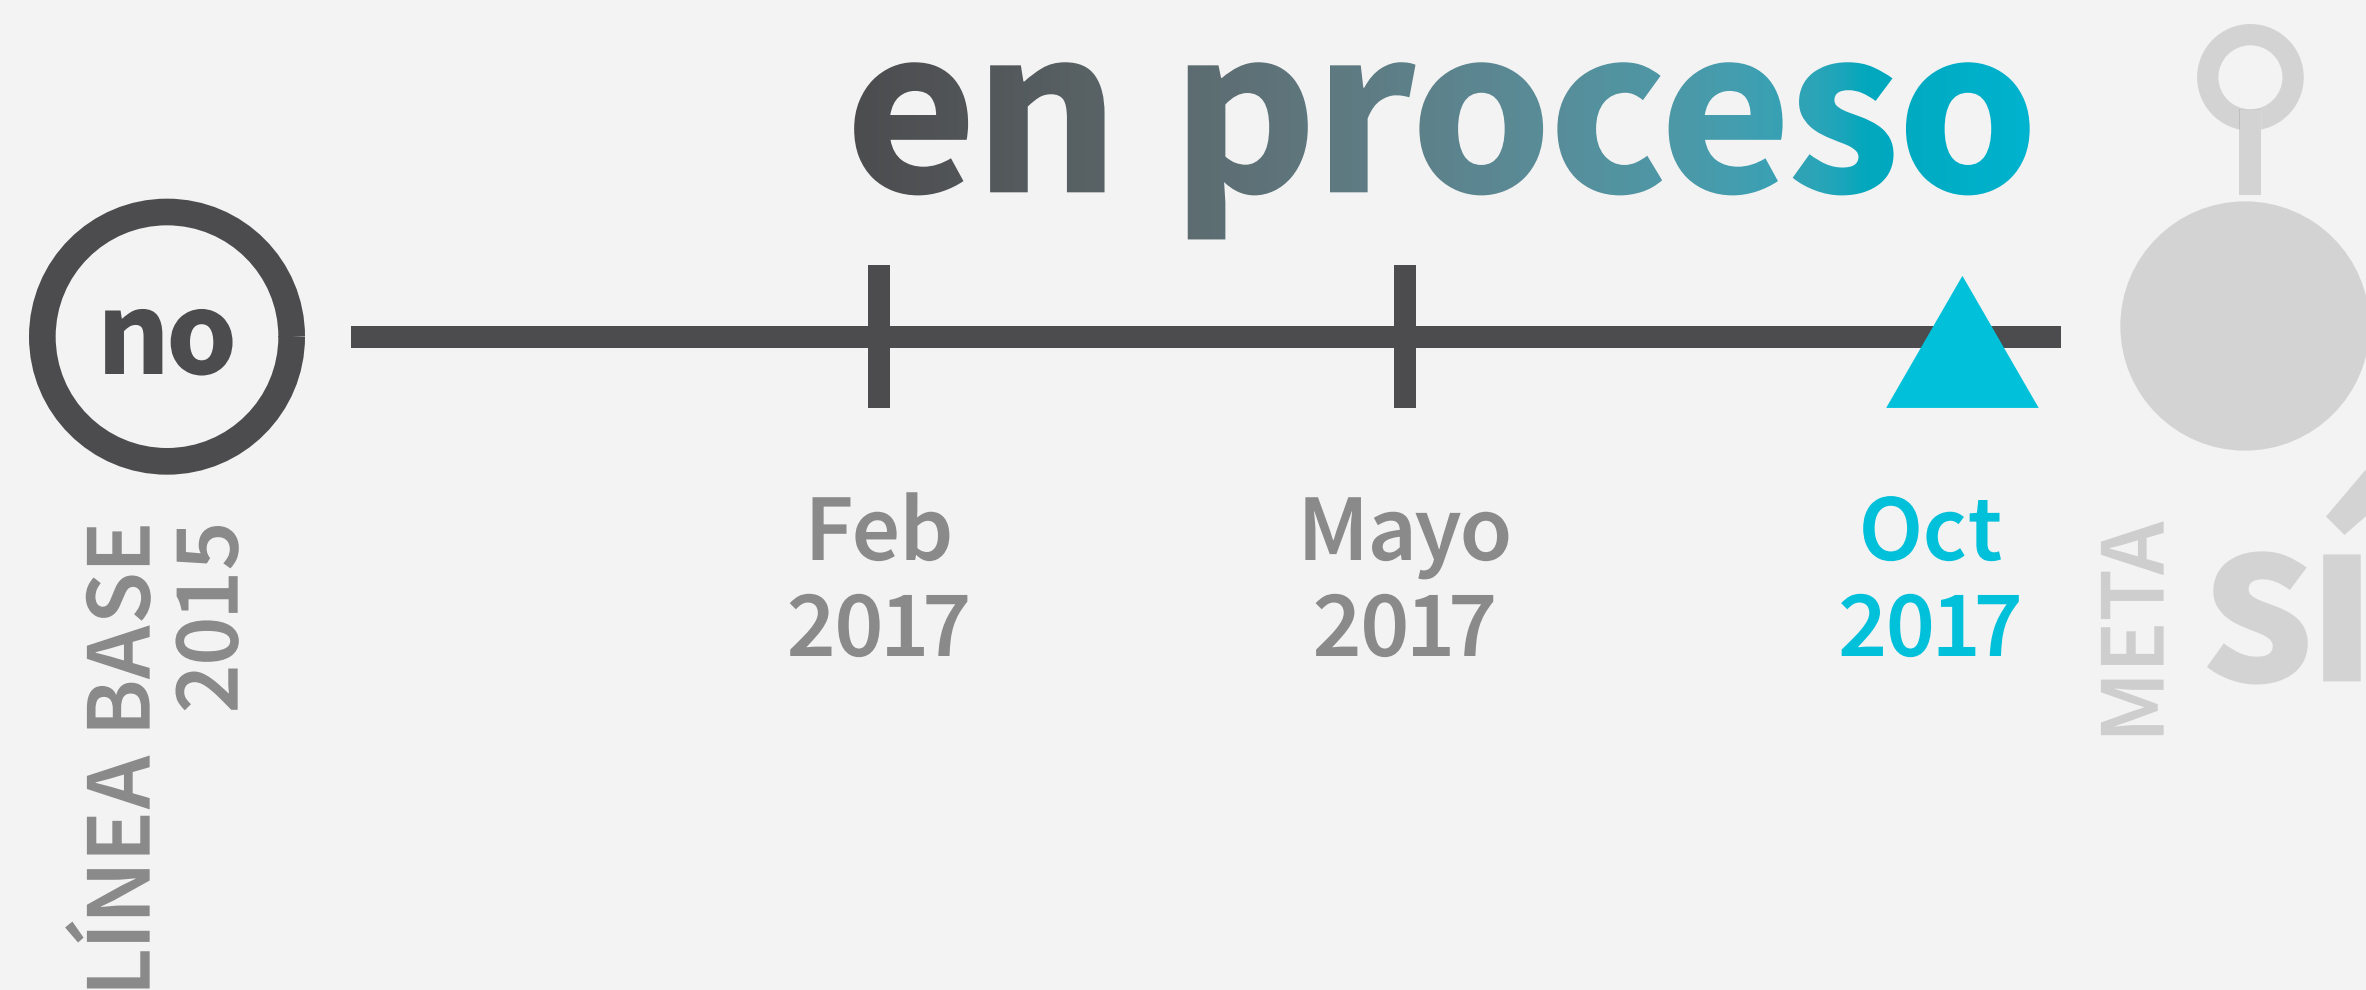 en proceso
no
LÍNEA BASE
2015
Feb
2017
Mayo
2017
Oct
2017
META
sí